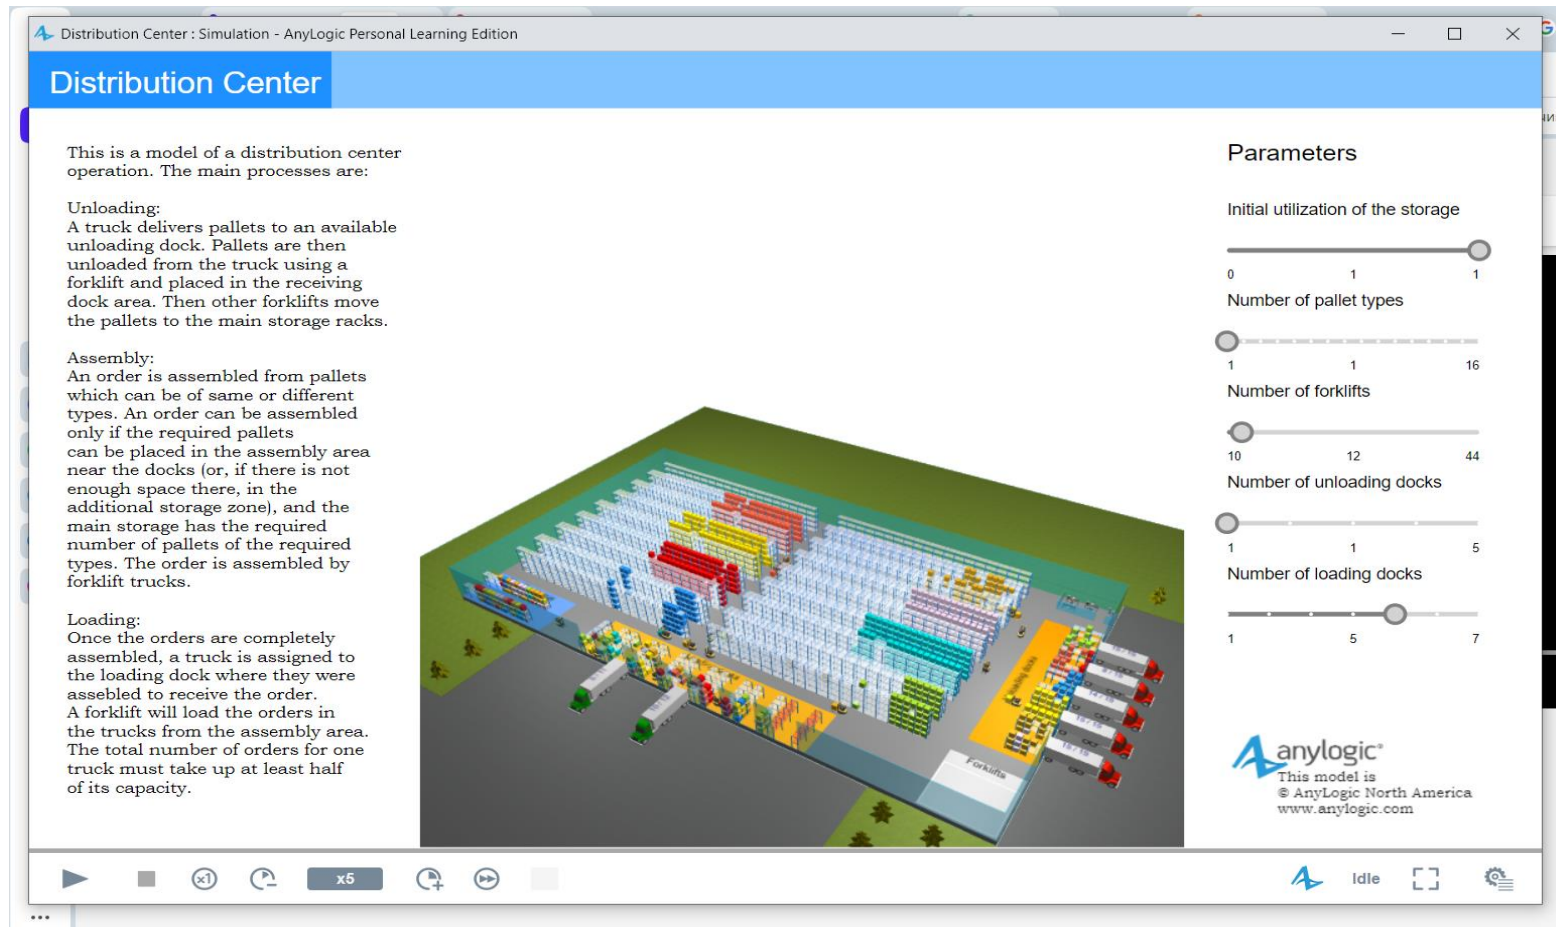 Distribution Center : Simulation - AnyLogic Personal Learning Edition
Distribution Center
This is a model of a distribution center
operation. The main processes are:
Unloading:
A truck delivers pallets to an available
unloading dock. Pallets are then
unloaded from the truck using a
forklift and placed in the receiving
dock area. Then other forklifts move
the pallets to the main storage racks.
Assembly:
An order is assembled from pallets
which can be of same or different
types. An order can be assembled
only if the required pallets
can be placed in the assembly area
near the docks (or, if there is not
enough space there, in the
additional storage zone), and the
main storage has the required
number of pallets of the required
types. The order is assembled by
forklift trucks.
Loading:
Once the orders are completely
assembled, a truck is assigned to
the loading dock where they were
assebled to receive the order.
A forklift will load the orders in
the trucks from the assembly area.
The total number of orders for one
truck must take up at least half
of its capacity.
Loading docks
Forklifts
Parameters
Initial utilization of the storage
0 1 1
Number of pallet types
1 1 16
Number of forklifts
10 12 44
Number of unloading docks
1 1 5
Number of loading docks
1 5 7
anylogic®
This model is
© AnyLogic North America
www.anylogic.com
x1
x5
Idle